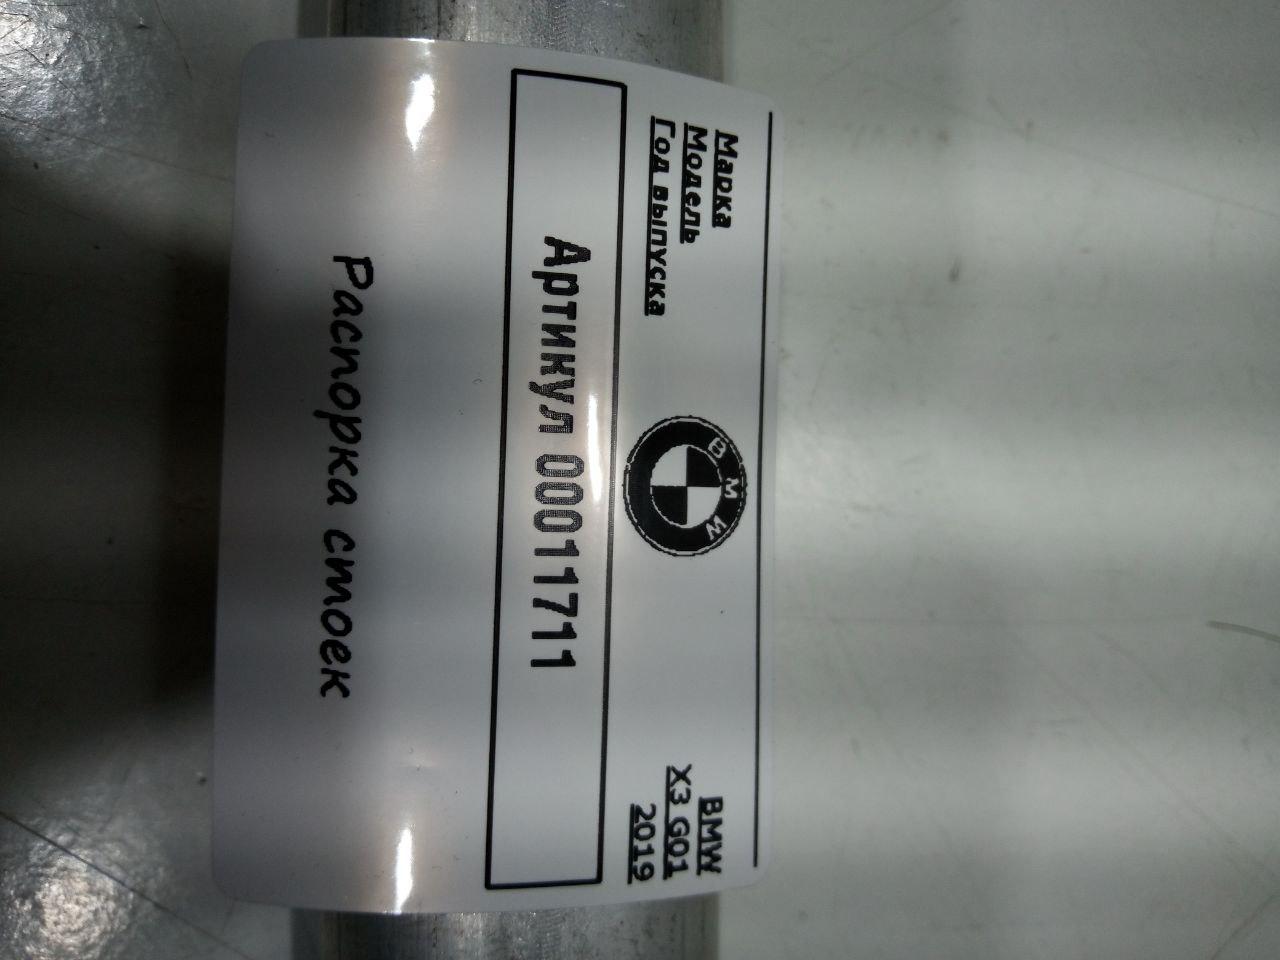 Марка BMW
Модель X3 G01
Год выпуска 2019
BMW
Артикул 00011711
Распорка стоек